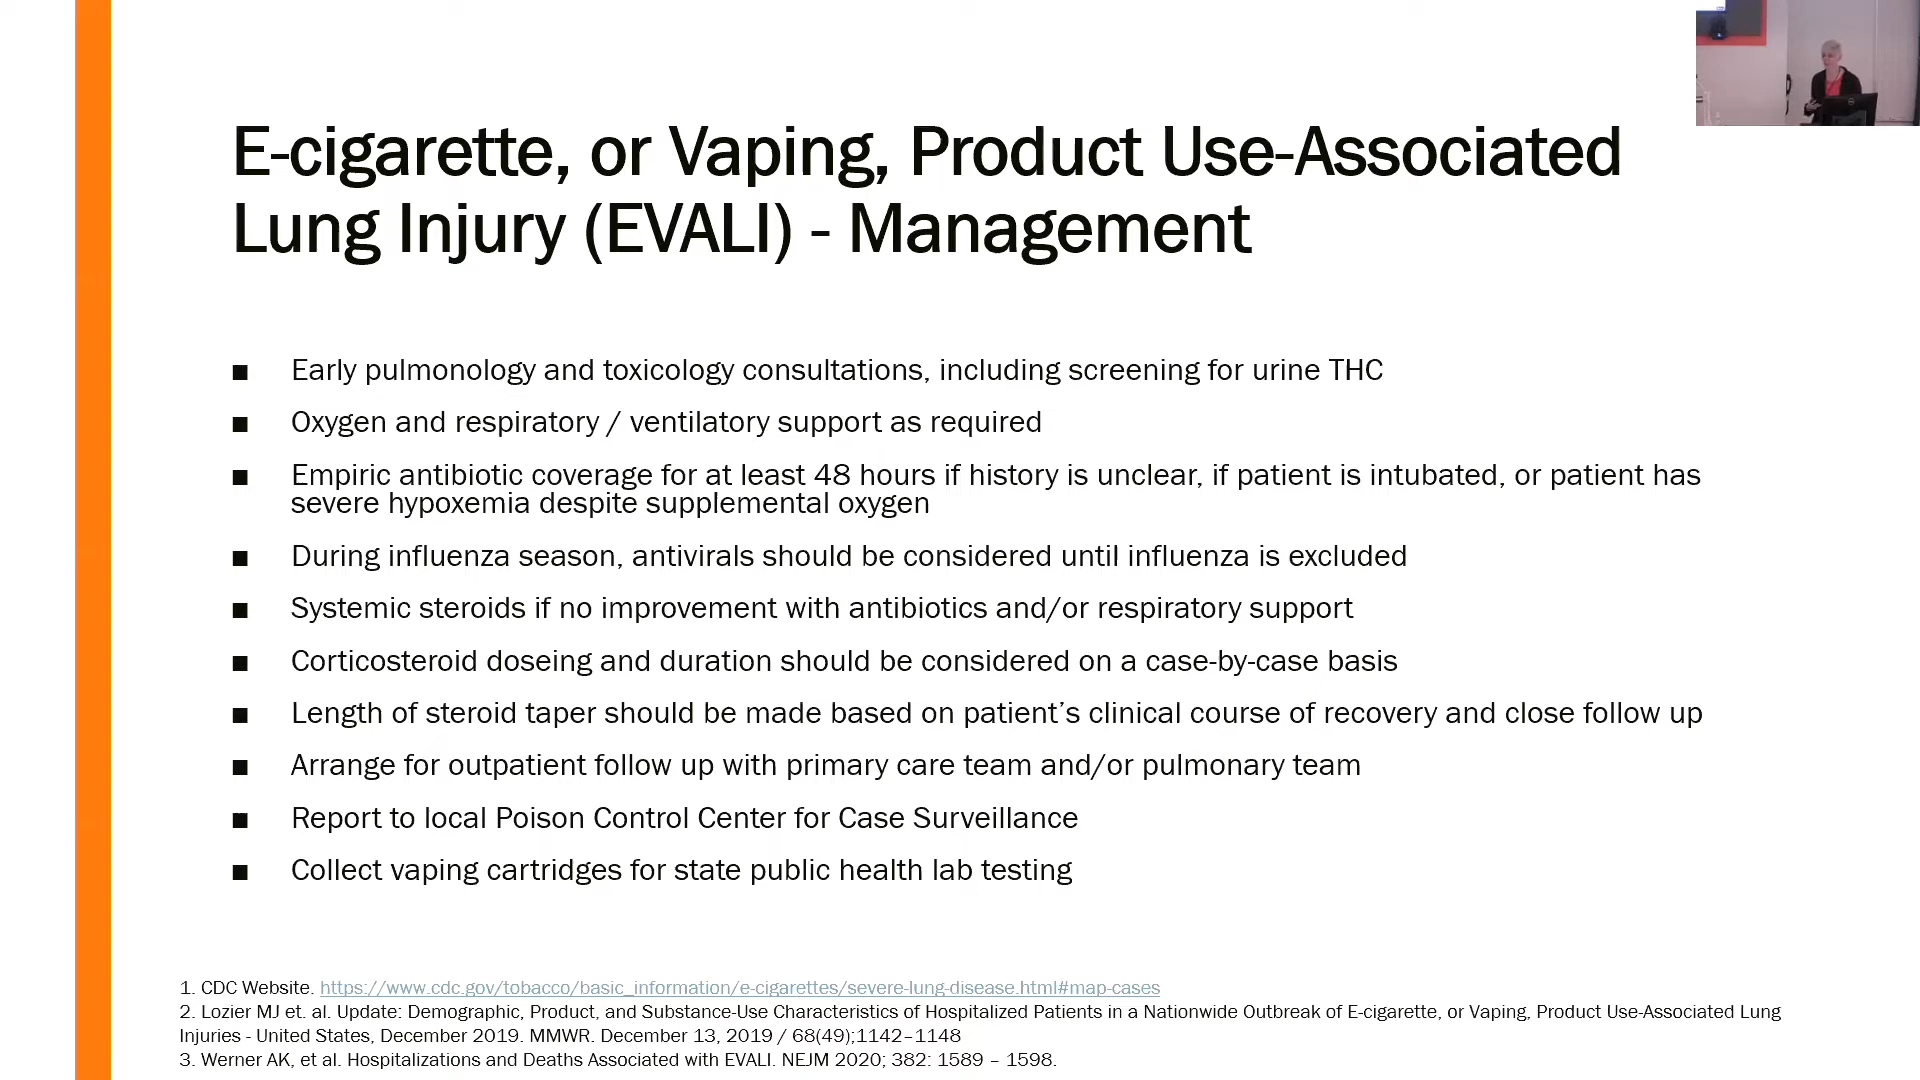 E-cigarette, or Vaping, Product Use-Associated
Lung Injury (EVALI) - Management
■ Early pulmonology and toxicology consultations, including screening for urine THC
■ Oxygen and respiratory / ventilatory support as required
■ Empiric antibiotic coverage for at least 48 hours if history is unclear, if patient is intubated, or patient has
severe hypoxemia despite supplemental oxygen
■ During influenza season, antivirals should be considered until influenza is excluded
■ Systemic steroids if no improvement with antibiotics and/or respiratory support
■ Corticosteroid doseing and duration should be considered on a case-by-case basis
■ Length of steroid taper should be made based on patient’s clinical course of recovery and close follow up
■ Arrange for outpatient follow up with primary care team and/or pulmonary team
■ Report to local Poison Control Center for Case Surveillance
■ Collect vaping cartridges for state public health lab testing
1. CDC Website. https://www.cdc.gov/tobacco/basic_information/e-cigarettes/severe-lung-disease.html#map-cases
2. Lozier MJ et. al. Update: Demographic, Product, and Substance-Use Characteristics of Hospitalized Patients in a Nationwide Outbreak of E-cigarette, or Vaping, Product Use-Associated Lung
Injuries - United States, December 2019. MMWR. December 13, 2019 / 68(49);1142–1148
3. Werner AK, et al. Hospitalizations and Deaths Associated with EVALI. NEJM 2020; 382: 1589 – 1598.